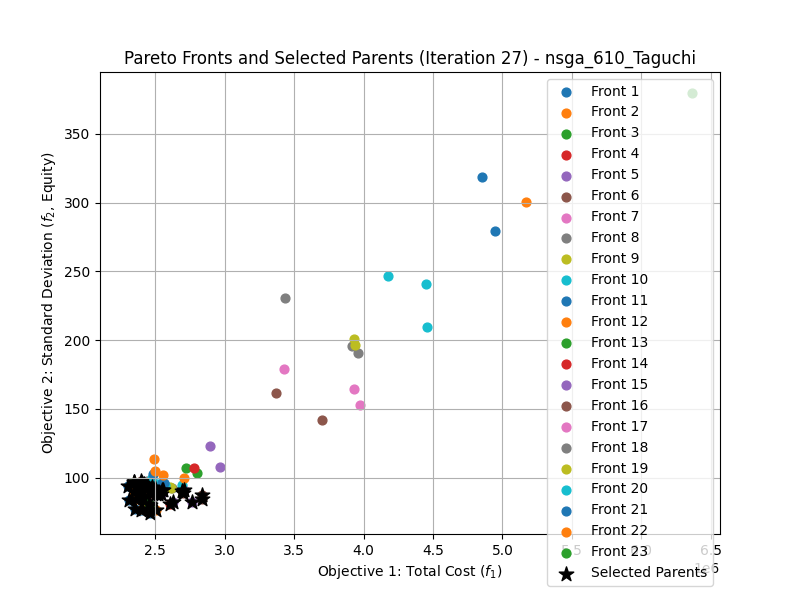 Pareto Fronts and Selected Parents (Iteration 27) - nsga_610_Taguchi
Objective 2: Standard Deviation (f₂, Equity)
350
300
250
200
150
100
2.5 3.0 3.5 4.0 4.5 5.0 5.5 6.0 6.5
1e6
Objective 1: Total Cost (f₁)
Front 1
Front 2
Front 3
Front 4
Front 5
Front 6
Front 7
Front 8
Front 9
Front 10
Front 11
Front 12
Front 13
Front 14
Front 15
Front 16
Front 17
Front 18
Front 19
Front 20
Front 21
Front 22
Front 23
Selected Parents